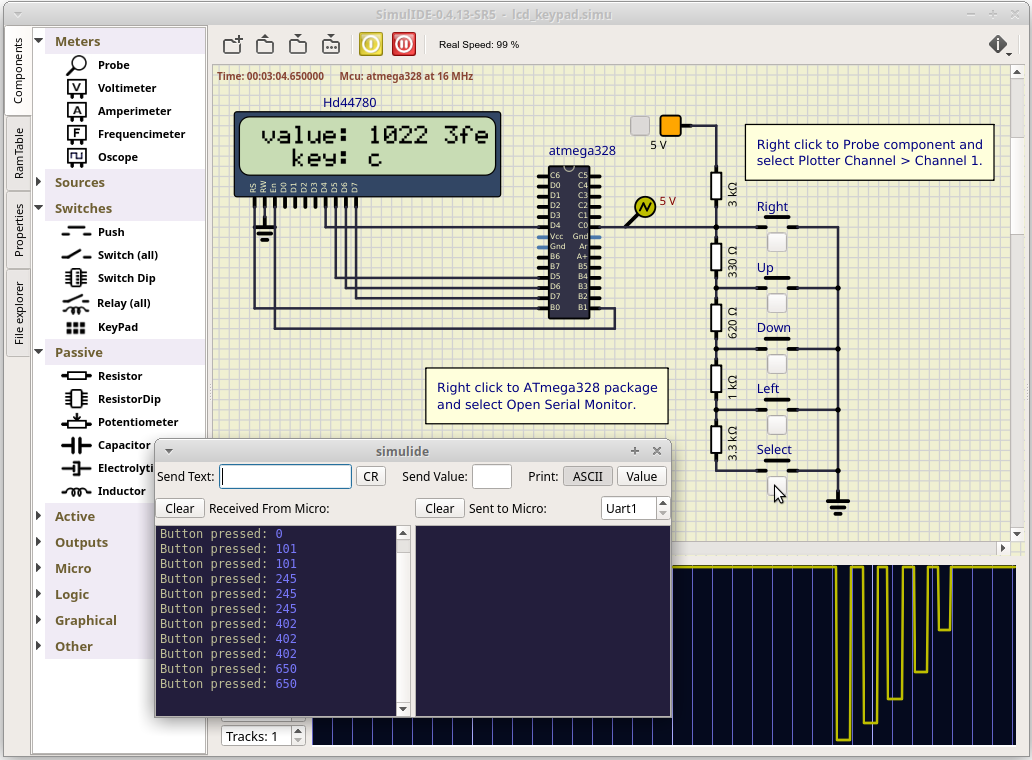 SimulIDE-0.4.13-SR5 - lcd_keypad.simu
Components
RamTable
Properties
File explorer
Meters
Probe
Voltimeter
Amperimeter
Frequencimeter
Oscope
Sources
Switches
Push
Switch (all)
Switch Dip
Relay (all)
KeyPad
Passive
Resistor
ResistorDip
Potentiometer
Capacitor
Electrolyti
Inductor
Active
Outputs
Micro
Logic
Graphical
Other
Real Speed: 99 %
Time: 00:03:04.650000 Mcu: atmega328 at 16 MHz
Hd44780
value: 1022 3fe
key: c
RS RW En D0 D1 D2 D3 D4 D5 D6 D7
atmega328
C6 C5
D0 C4
D1 C3
D2 C2
D3 C1
D4 C0
Vcc Gnd
Gnd Ar
B6 A+
B7 B5
D5 B4
D6 B3
D7 B2
B0 B1
5 V
5 V
Right click to Probe component and
select Plotter Channel > Channel 1.
3 kΩ
Right
330 Ω
Up
620 Ω
Down
1 kΩ
Left
3.3 kΩ
Select
Right click to ATmega328 package
and select Open Serial Monitor.
simulide
Send Text: CR Send Value: Print: ASCII Value
Clear Received From Micro: Clear Sent to Micro: Uart1
Button pressed: 0
Button pressed: 101
Button pressed: 101
Button pressed: 245
Button pressed: 245
Button pressed: 245
Button pressed: 402
Button pressed: 402
Button pressed: 402
Button pressed: 650
Button pressed: 650
Tracks: 1